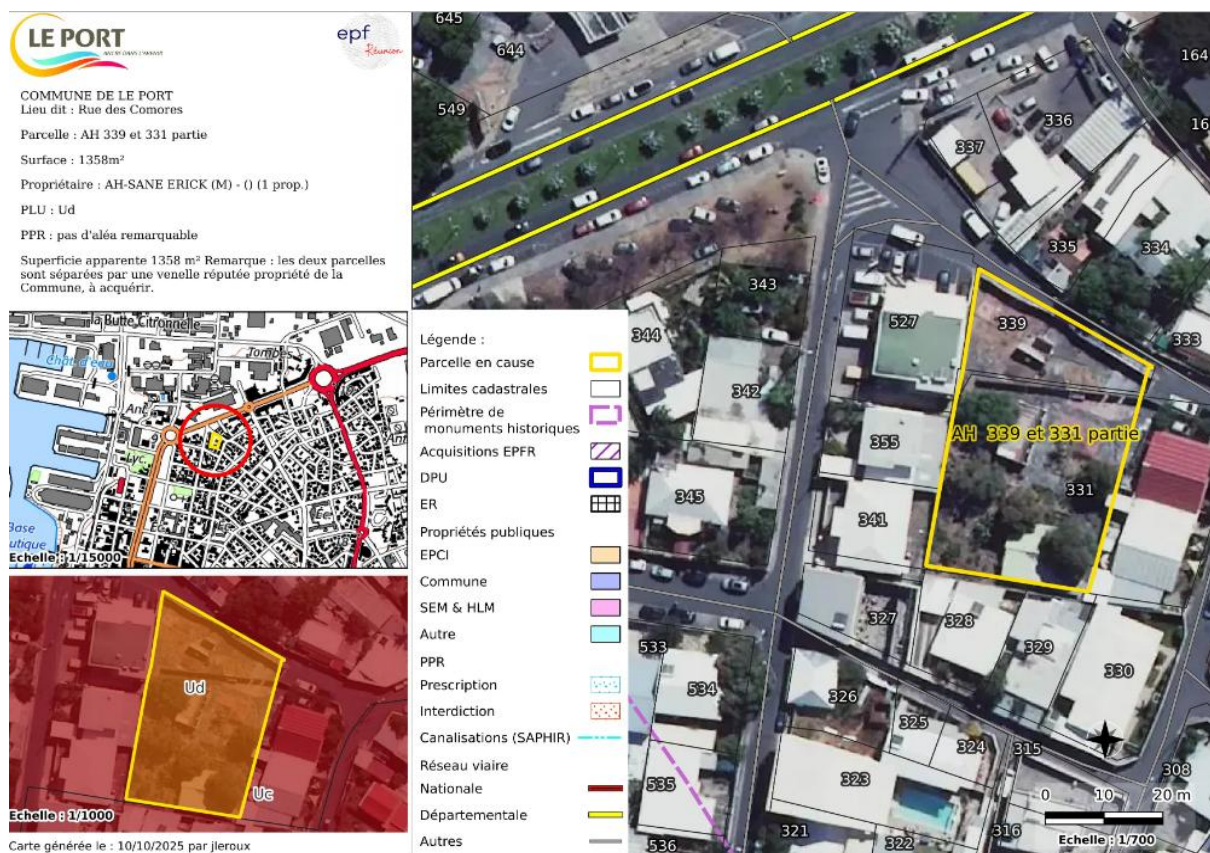 LE PORT
epf
Réunion
COMMUNE DE LE PORT
Lieu dit : Rue des Comores
Parcelle : AH 339 et 331 partie
Surface : 1358m²
Propriétaire : AH-SANE ERICK (M) - () (1 prop.)
PLU : Ud
PPR : pas d'aléa remarquable
Superficie apparente 1358 m² Remarque : les deux parcelles
sont séparées par une venelle réputée propriété de la
Commune, à acquérir.
la Butte Citronnelle
Chât. d'eau
Ant
Lyc.
Base
Echelle : 1/15000
Ud
Uc
Echelle : 1/1000
Carte générée le : 10/10/2025 par jleroux
Légende :
Parcelle en cause
Limites cadastrales
Périmètre de
monuments historiques
Acquisitions EPFR
DPU
ER
Propriétés publiques
EPCI
Commune
SEM & HLM
Autre
PPR
Prescription
Interdiction
Canalisations (SAPHIR)
Réseau viaire
Nationale
Départementale
Autres
645
644
549
164
336
337
335
334
333
343
344
342
345
527
339
355
AH 339 et 331 partie
331
341
327
328
329
330
533
534
326
325
324
315
308
323
535
321
322
316
536
0 10 20 m
Echelle : 1/700